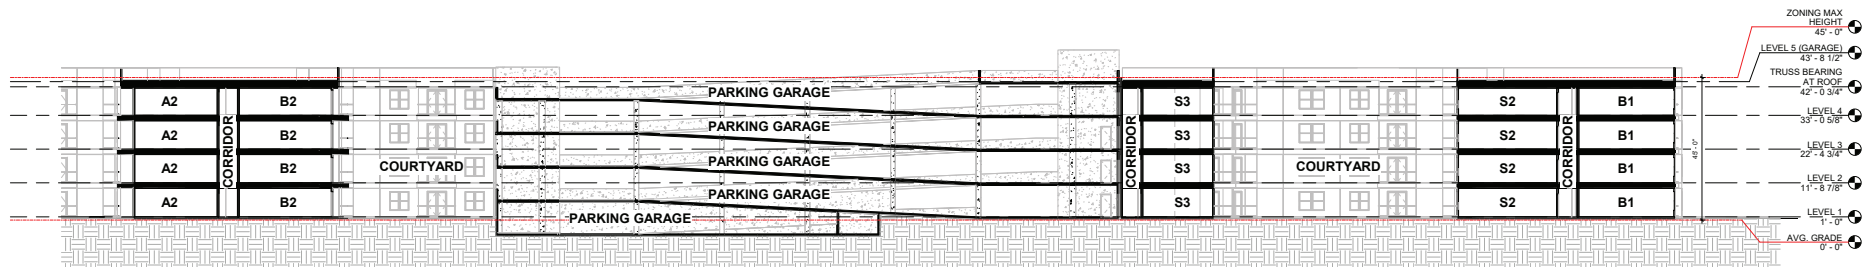 ZONING MAX
HEIGHT
45' - 0"
LEVEL 5 (GARAGE)
43' - 8 1/2"
TRUSS BEARING
AT ROOF
42' - 0 3/4"
LEVEL 4
33' - 0 5/8"
LEVEL 3
22' - 4 3/4"
LEVEL 2
11' - 8 7/8"
LEVEL 1
1' - 0"
AVG. GRADE
0' - 0"
A2 B2 PARKING GARAGE S3 S2 B1
A2 B2 PARKING GARAGE S3 S2 B1
A2 B2 COURTYARD PARKING GARAGE S3 COURTYARD S2 B1
A2 B2 PARKING GARAGE S3 S2 B1
PARKING GARAGE
CORRIDOR
CORRIDOR
CORRIDOR